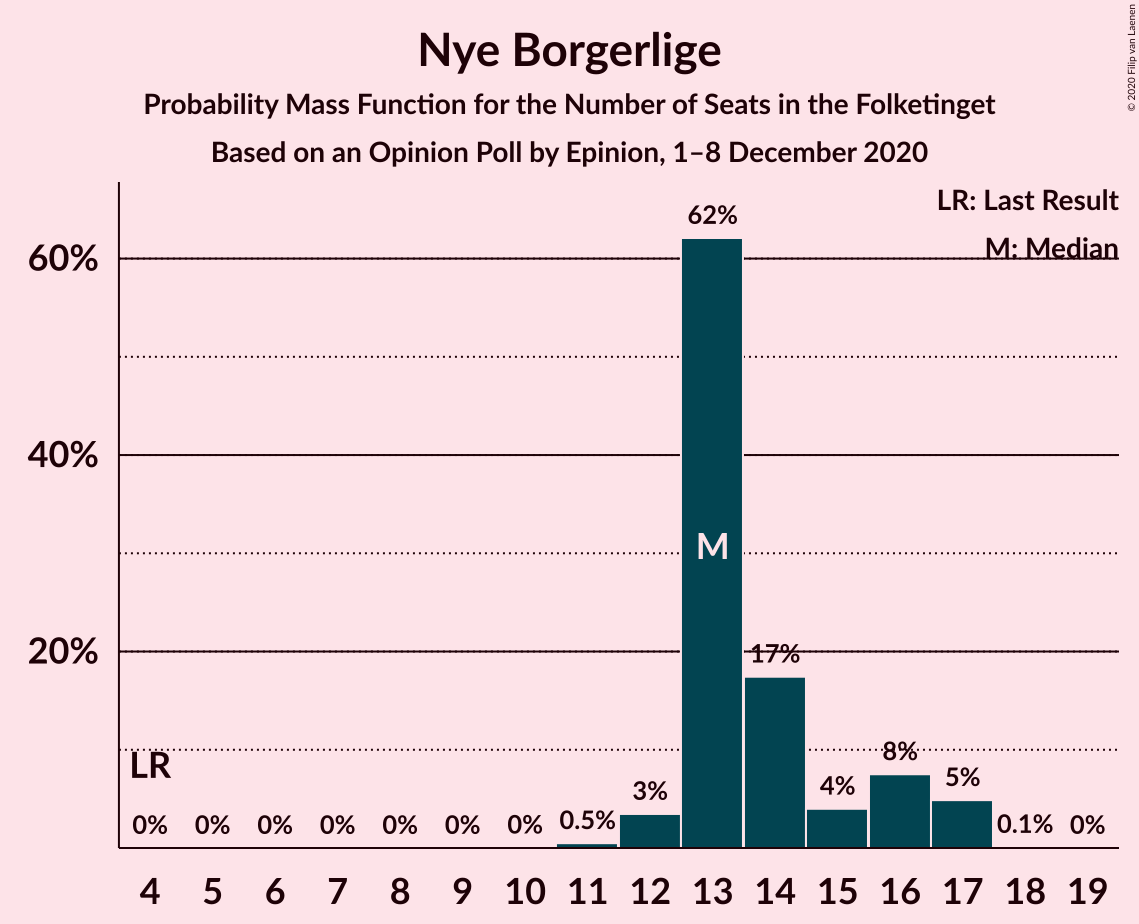 Nye Borgerlige
Probability Mass Function for the Number of Seats in the Folketinget
Based on an Opinion Poll by Epinion, 1–8 December 2020
© 2020 Filip van Laenen
LR: Last Result
M: Median
60%
40%
20%
62%
M
17%
LR
0% 0% 0% 0% 0% 0% 0% 0.5% 3% 4% 8% 5% 0.1% 0%
4 5 6 7 8 9 10 11 12 13 14 15 16 17 18 19